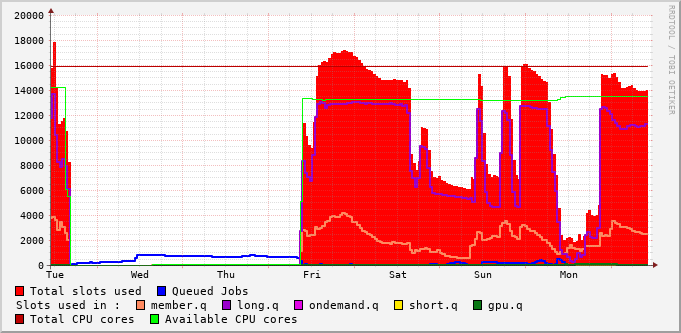 20000
18000
16000
14000
12000
10000
8000
6000
4000
2000
0
Tue Wed Thu Fri Sat Sun Mon
RRDTOOL / TOBI OETIKER
Total slots used Queued Jobs
Slots used in : member.q long.q ondemand.q short.q gpu.q
Total CPU cores Available CPU cores